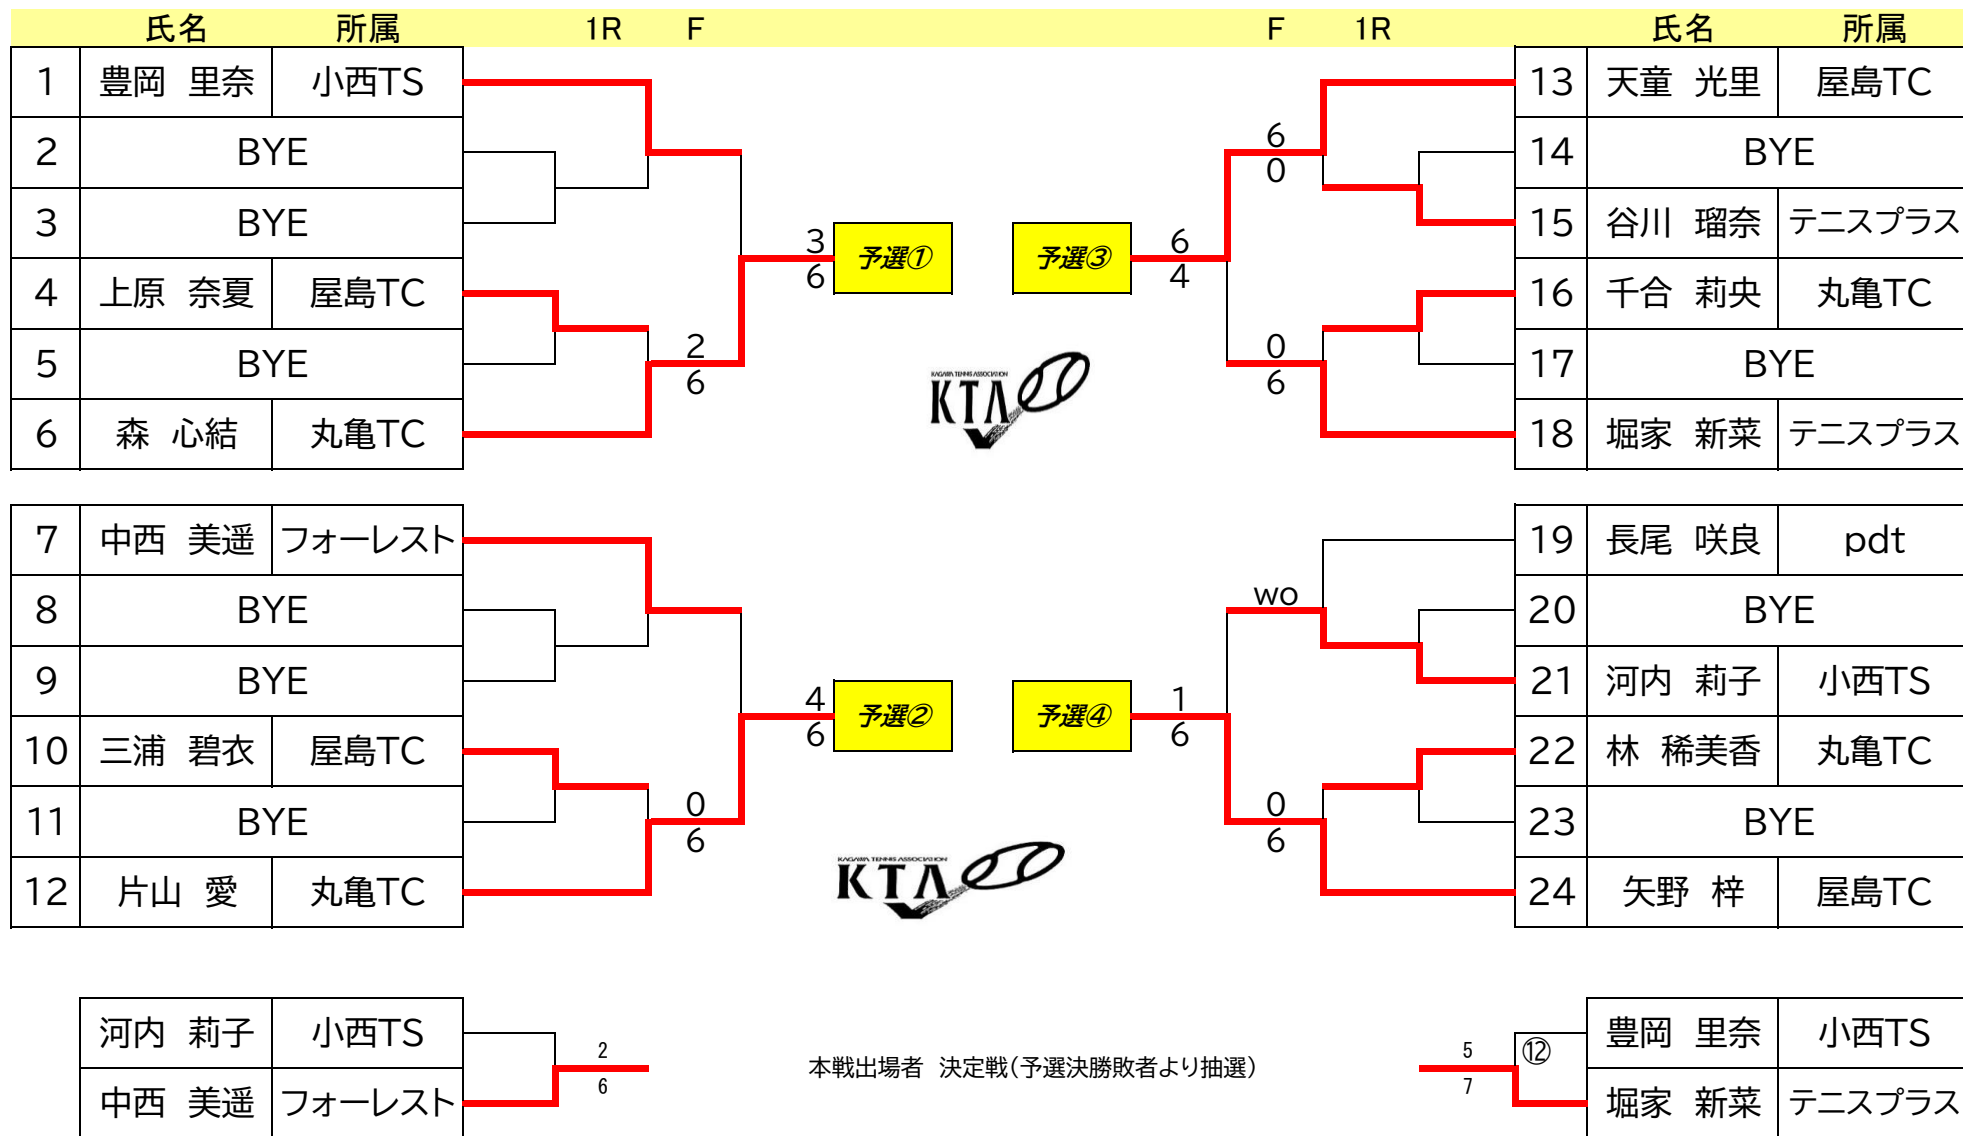 氏名 所属 1R F F 1R 氏名 所属
1 豊岡 里奈 小西TS 13 天童 光里 屋島TC
6
2 BYE 14 BYE
0
3 BYE 15 谷川 瑠奈 テニスプラス
3 6
予選① 予選③
6 4
4 上原 奈夏 屋島TC 16 千合 莉央 丸亀TC
2 0
5 BYE 17 BYE
6 6
KAGAWA TENNIS ASSOCIATION
KTA
6 森 心結 丸亀TC 18 堀家 新菜 テニスプラス
7 中西 美遥 フォーレスト 19 長尾 咲良 pdt
wo
8 BYE 20 BYE
9 BYE 21 河内 莉子 小西TS
4 1
予選② 予選④
6 6
10 三浦 碧衣 屋島TC 22 林 稀美香 丸亀TC
0 0
11 BYE 23 BYE
6 6
KAGAWA TENNIS ASSOCIATION
KTA
12 片山 愛 丸亀TC 24 矢野 梓 屋島TC
河内 莉子 小西TS 豊岡 里奈 小西TS
2 5 ⑫
本戦出場者 決定戦(予選決勝敗者より抽選)
6 7
中西 美遥 フォーレスト 堀家 新菜 テニスプラス